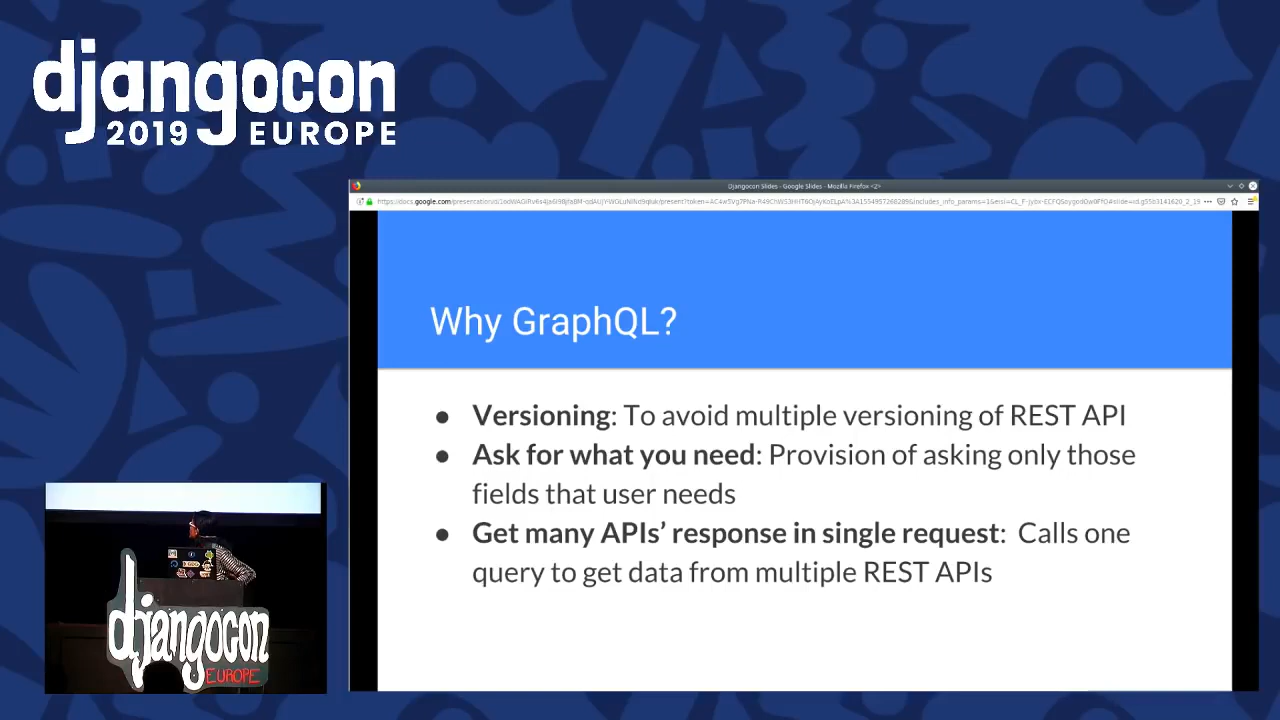 djangocon
2019 EUROPE
Djangocon Slides - Google Slides - Mozilla Firefox <2>
Why GraphQL?
● Versioning: To avoid multiple versioning of REST API
● Ask for what you need: Provision of asking only those
fields that user needs
● Get many APIs’ response in single request: Calls one
query to get data from multiple REST APIs
djangocon
EUROPE